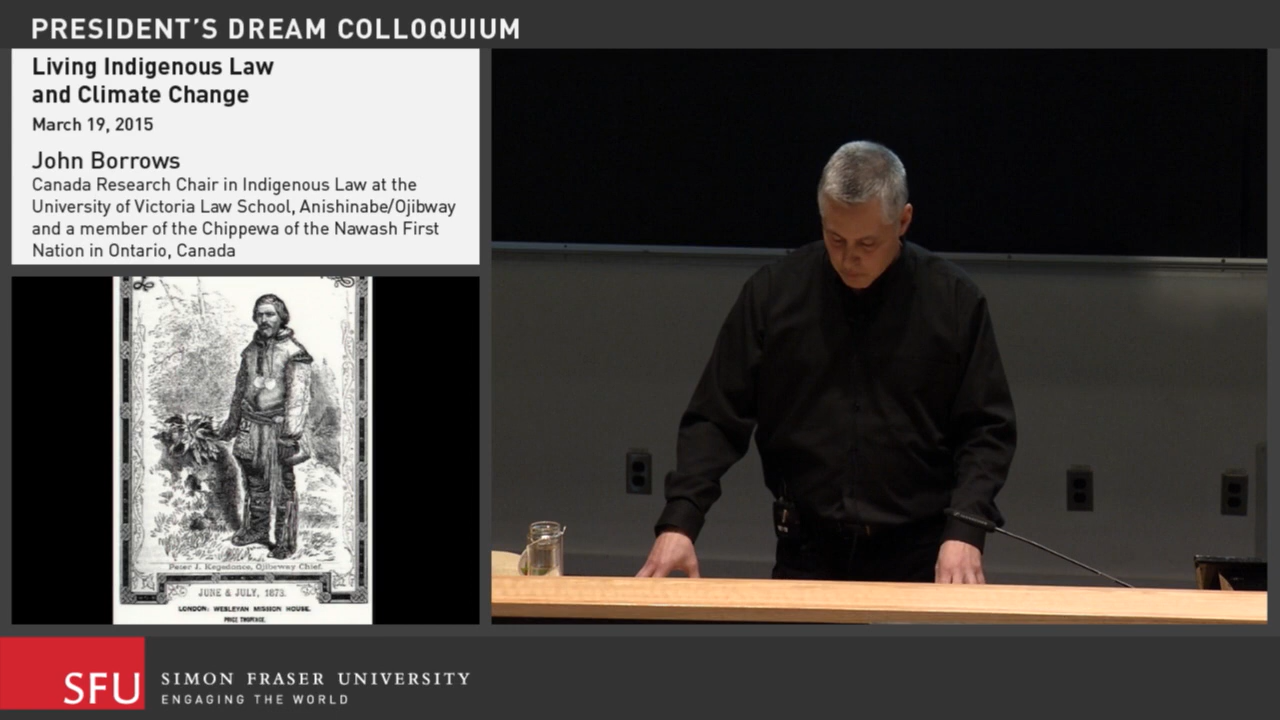 PRESIDENT'S DREAM COLLOQUIUM
Living Indigenous Law
and Climate Change
March 19, 2015
John Borrows
Canada Research Chair in Indigenous Law at the
University of Victoria Law School, Anishinabe/Ojibway
and a member of the Chippewa of the Nawash First
Nation in Ontario, Canada
Peter J. Kegedonce, Ojibeway Chief.
JUNE & JULY, 1873.
LONDON: WESLEYAN MISSION HOUSE.
PRICE TWOPENCE.
SFU
SIMON FRASER UNIVERSITY
ENGAGING THE WORLD